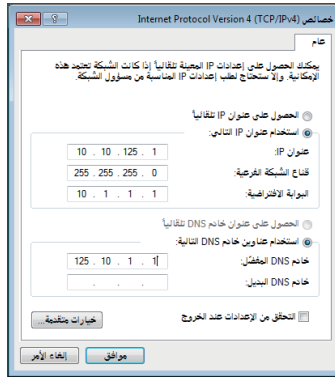 خصائص Internet Protocol Version 4 (TCP/IPv4)
عام
يمكنك الحصول على إعدادات IP المعينة تلقائياً إذا كانت الشبكة تعتمد هذه
الإمكانية. وإلا ستحتاج لطلب إعدادات IP المناسبة من مسؤول الشبكة.
الحصول على عنوان IP تلقائياً
استخدام عنوان IP التالي:
عنوان IP: 10 . 10 . 125 . 1
قناع الشبكة الفرعية: 255 . 255 . 255 . 0
البوابة الافتراضية: 10 . 1 . 1 . 1
الحصول على عنوان خادم DNS تلقائياً
استخدام عناوين خادم DNS التالية:
خادم DNS المفضّل: 125 . 10 . 1 . 1
خادم DNS البديل: . . .
التحقق من الإعدادات عند الخروج
خيارات متقدمة...
موافق
إلغاء الأمر